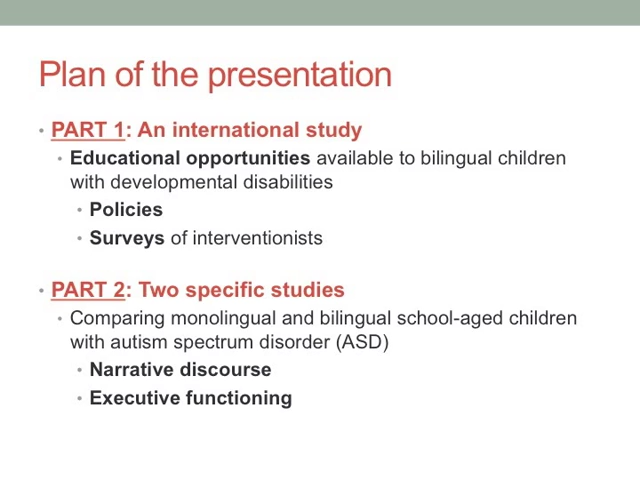 Plan of the presentation
• PART 1: An international study
• Educational opportunities available to bilingual children
with developmental disabilities
• Policies
• Surveys of interventionists
• PART 2: Two specific studies
• Comparing monolingual and bilingual school-aged children
with autism spectrum disorder (ASD)
• Narrative discourse
• Executive functioning